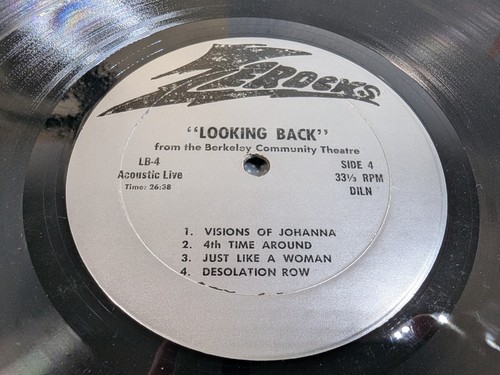 ZEROCKS
"LOOKING BACK"
from the Berkeley Community Theatre
LB-4
Acoustic Live
Time: 26:38
SIDE 4
33⅓ RPM
DILN
1. VISIONS OF JOHANNA
2. 4th TIME AROUND
3. JUST LIKE A WOMAN
4. DESOLATION ROW